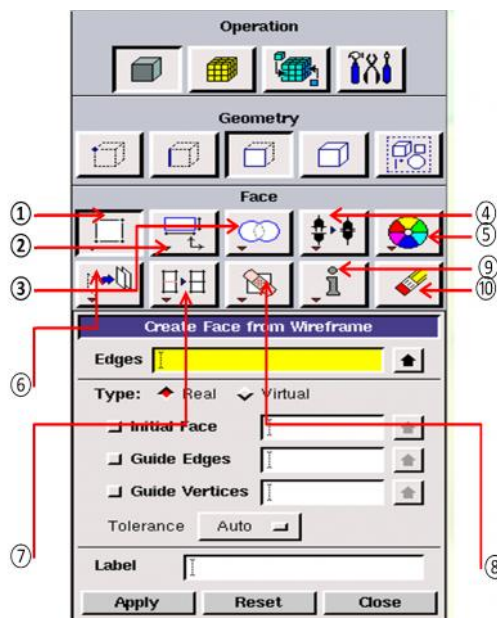 Operation
Geometry
Face
①
②
③
④
⑤
⑨
⑩
Create Face from Wireframe
⑥
Edges
Type: Real Virtual
Initial Face
Guide Edges
Guide Vertices
⑦
Tolerance Auto
⑧
Label
Apply Reset Close